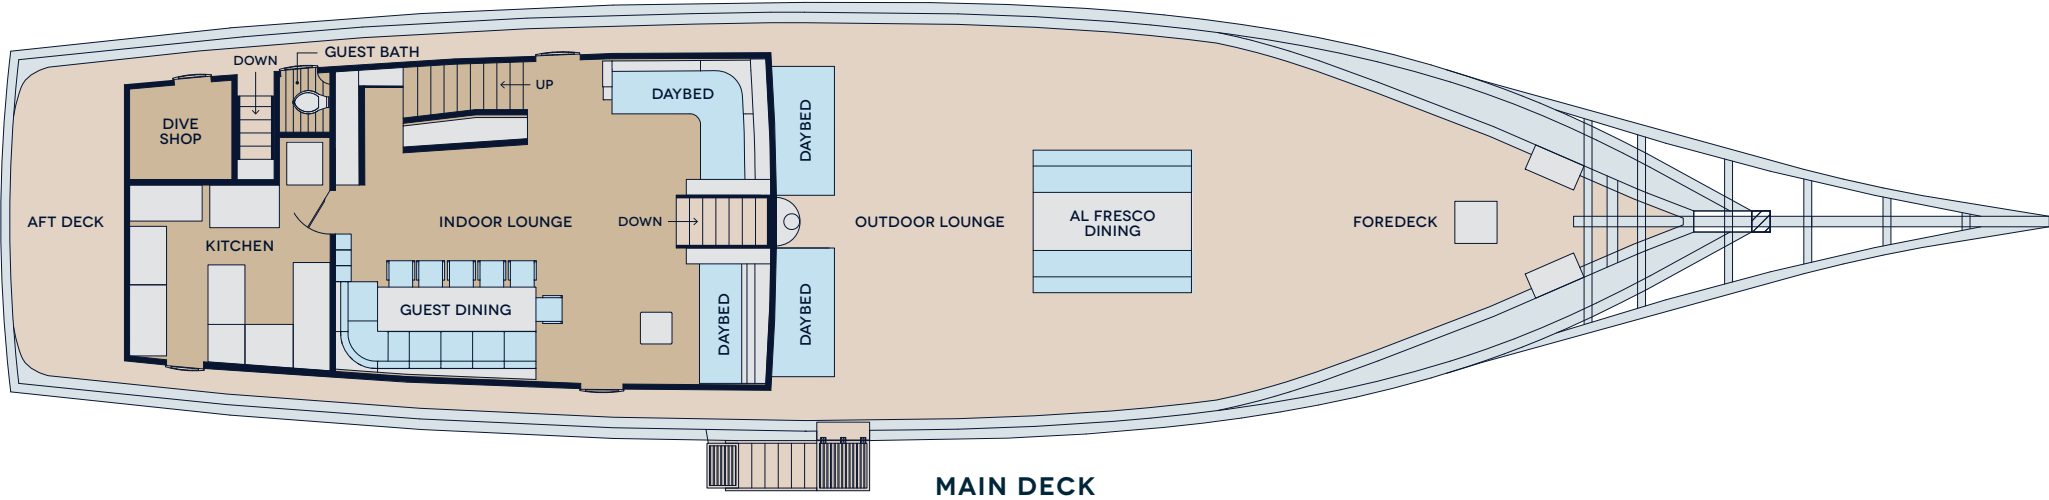 GUEST BATH
DOWN
UP
DAYBED
DAYBED
DIVE
SHOP
AFT DECK
KITCHEN
INDOOR LOUNGE
DOWN
OUTDOOR LOUNGE
AL FRESCO
DINING
FOREDECK
GUEST DINING
DAYBED
DAYBED
MAIN DECK